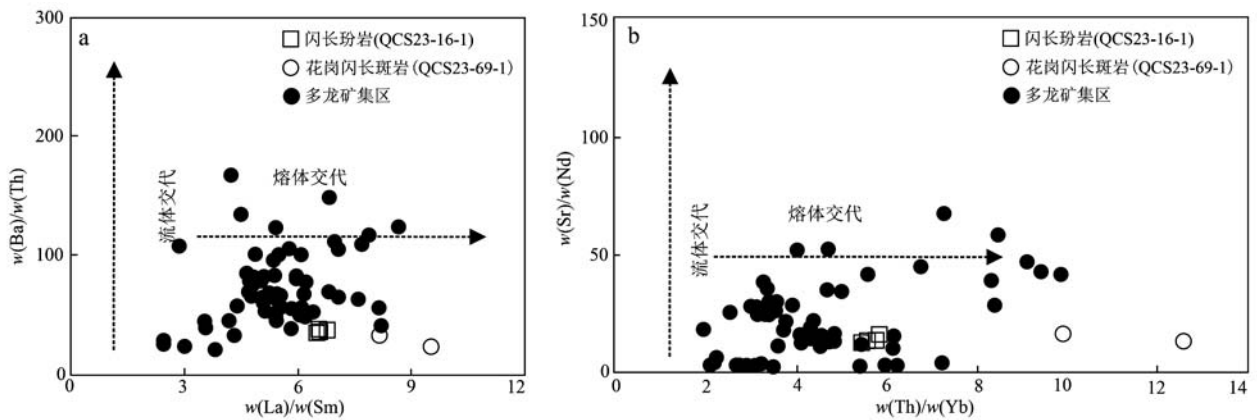 a
300
200
100
0
w(Ba)/w(Th)
□ 闪长玢岩(QCS23-16-1)
○ 花岗闪长斑岩(QCS23-69-1)
● 多龙矿集区
流体交代
熔体交代
0
3
6
9
12
w(La)/w(Sm)
b
150
100
50
0
w(Sr)/w(Nd)
□ 闪长玢岩(QCS23-16-1)
○ 花岗闪长斑岩(QCS23-69-1)
● 多龙矿集区
流体交代
熔体交代
0
2
4
6
8
10
12
14
w(Th)/w(Yb)